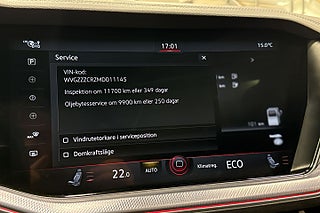 17:01
15.0°C
Service
VIN-kod:
WVGZZZCRZMD011145
Inspektion om 11700 km eller 349 dagar
Oljebytesservice om 9900 km eller 250 dagar
Vindrutetorkare i serviceposition
Domkraftsläge
22.0
AUTO
Klimatreg.
ECO